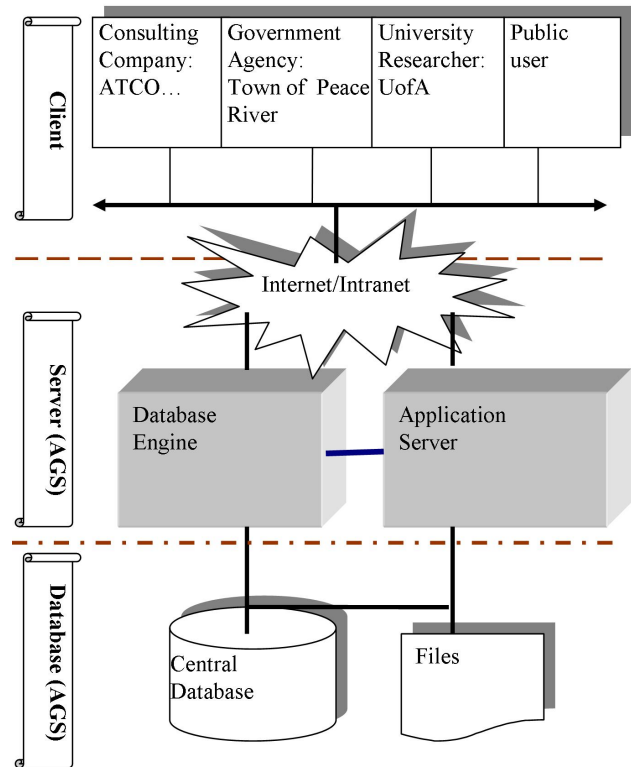 Client
Consulting
Company:
ATCO…
Government
Agency:
Town of Peace
River
University
Researcher:
UofA
Public
user
Internet/Intranet
Server (AGS)
Database
Engine
Application
Server
Database (AGS)
Central
Database
Files